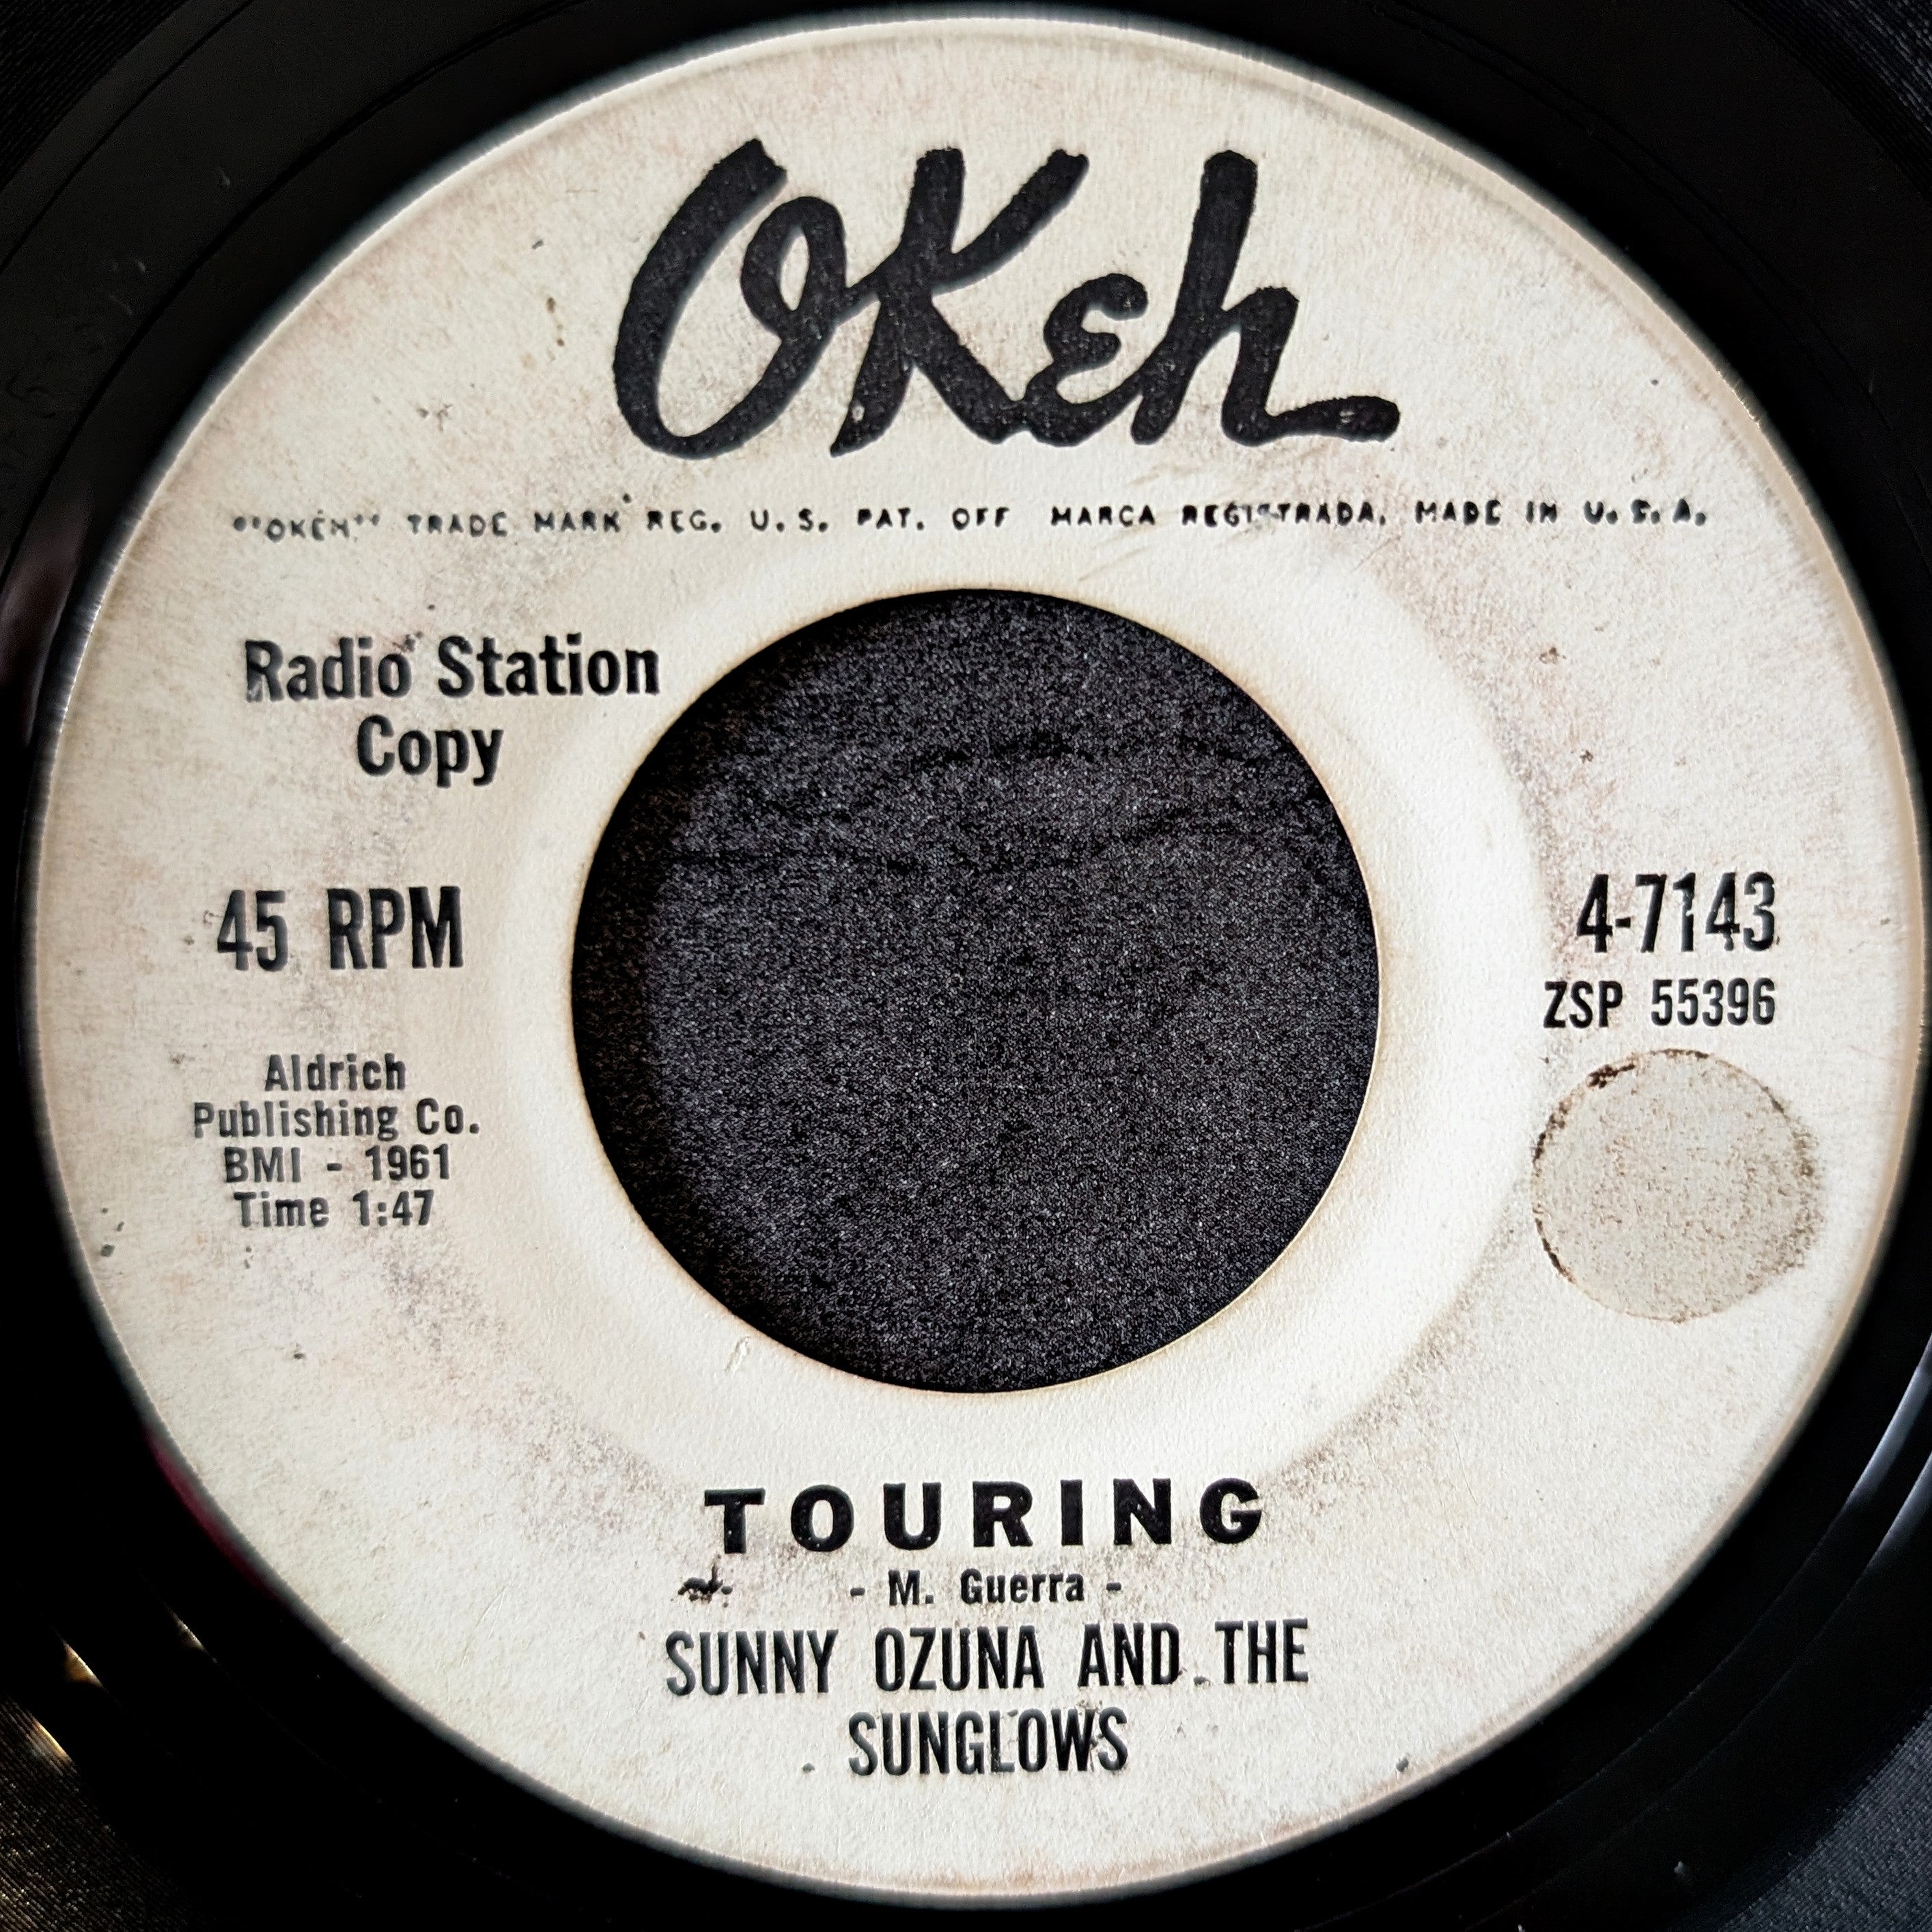 OKeh
"OKEH" TRADE MARK REG. U.S. PAT. OFF MARCA REGISTRADA. MADE IN U.S.A.
Radio Station
Copy
45 RPM
4-7143
ZSP 55396
Aldrich
Publishing Co.
BMI - 1961
Time 1:47
TOURING
- M. Guerra -
SUNNY OZUNA AND THE
SUNGLOWS